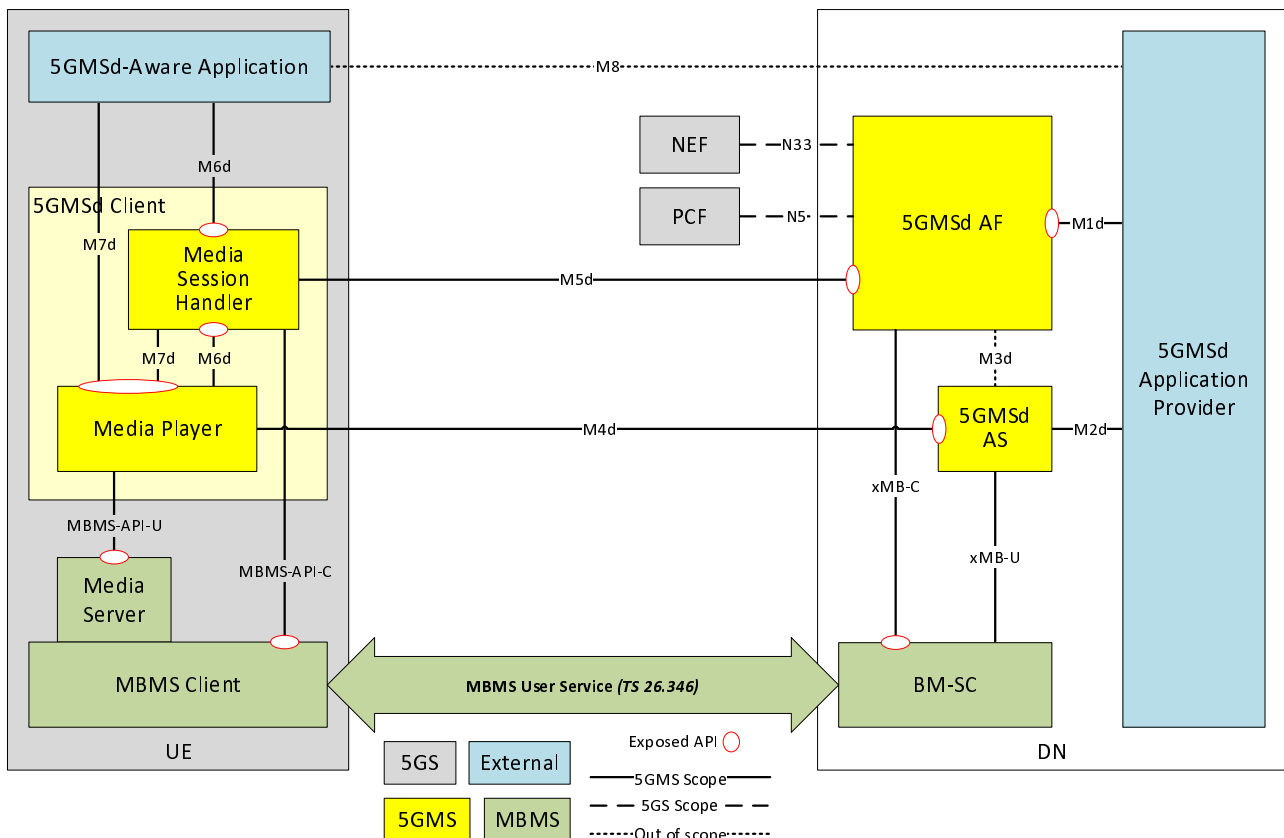 5GMSd-Aware Application
M8
NEF
N33
M6d
PCF
N5
5GMSd AF
M1d
5GMSd Client
M7d
Media
Session
Handler
M5d
M7d
M6d
M3d
5GMSd
Application
Provider
Media Player
M4d
5GMSd
AS
M2d
xMB-C
MBMS-API-U
MBMS-API-C
xMB-U
Media
Server
MBMS Client
MBMS User Service (TS 26.346)
BM-SC
UE
DN
5GS
External
5GMS
MBMS
Exposed API
5GMS Scope
5GS Scope
Out of scope